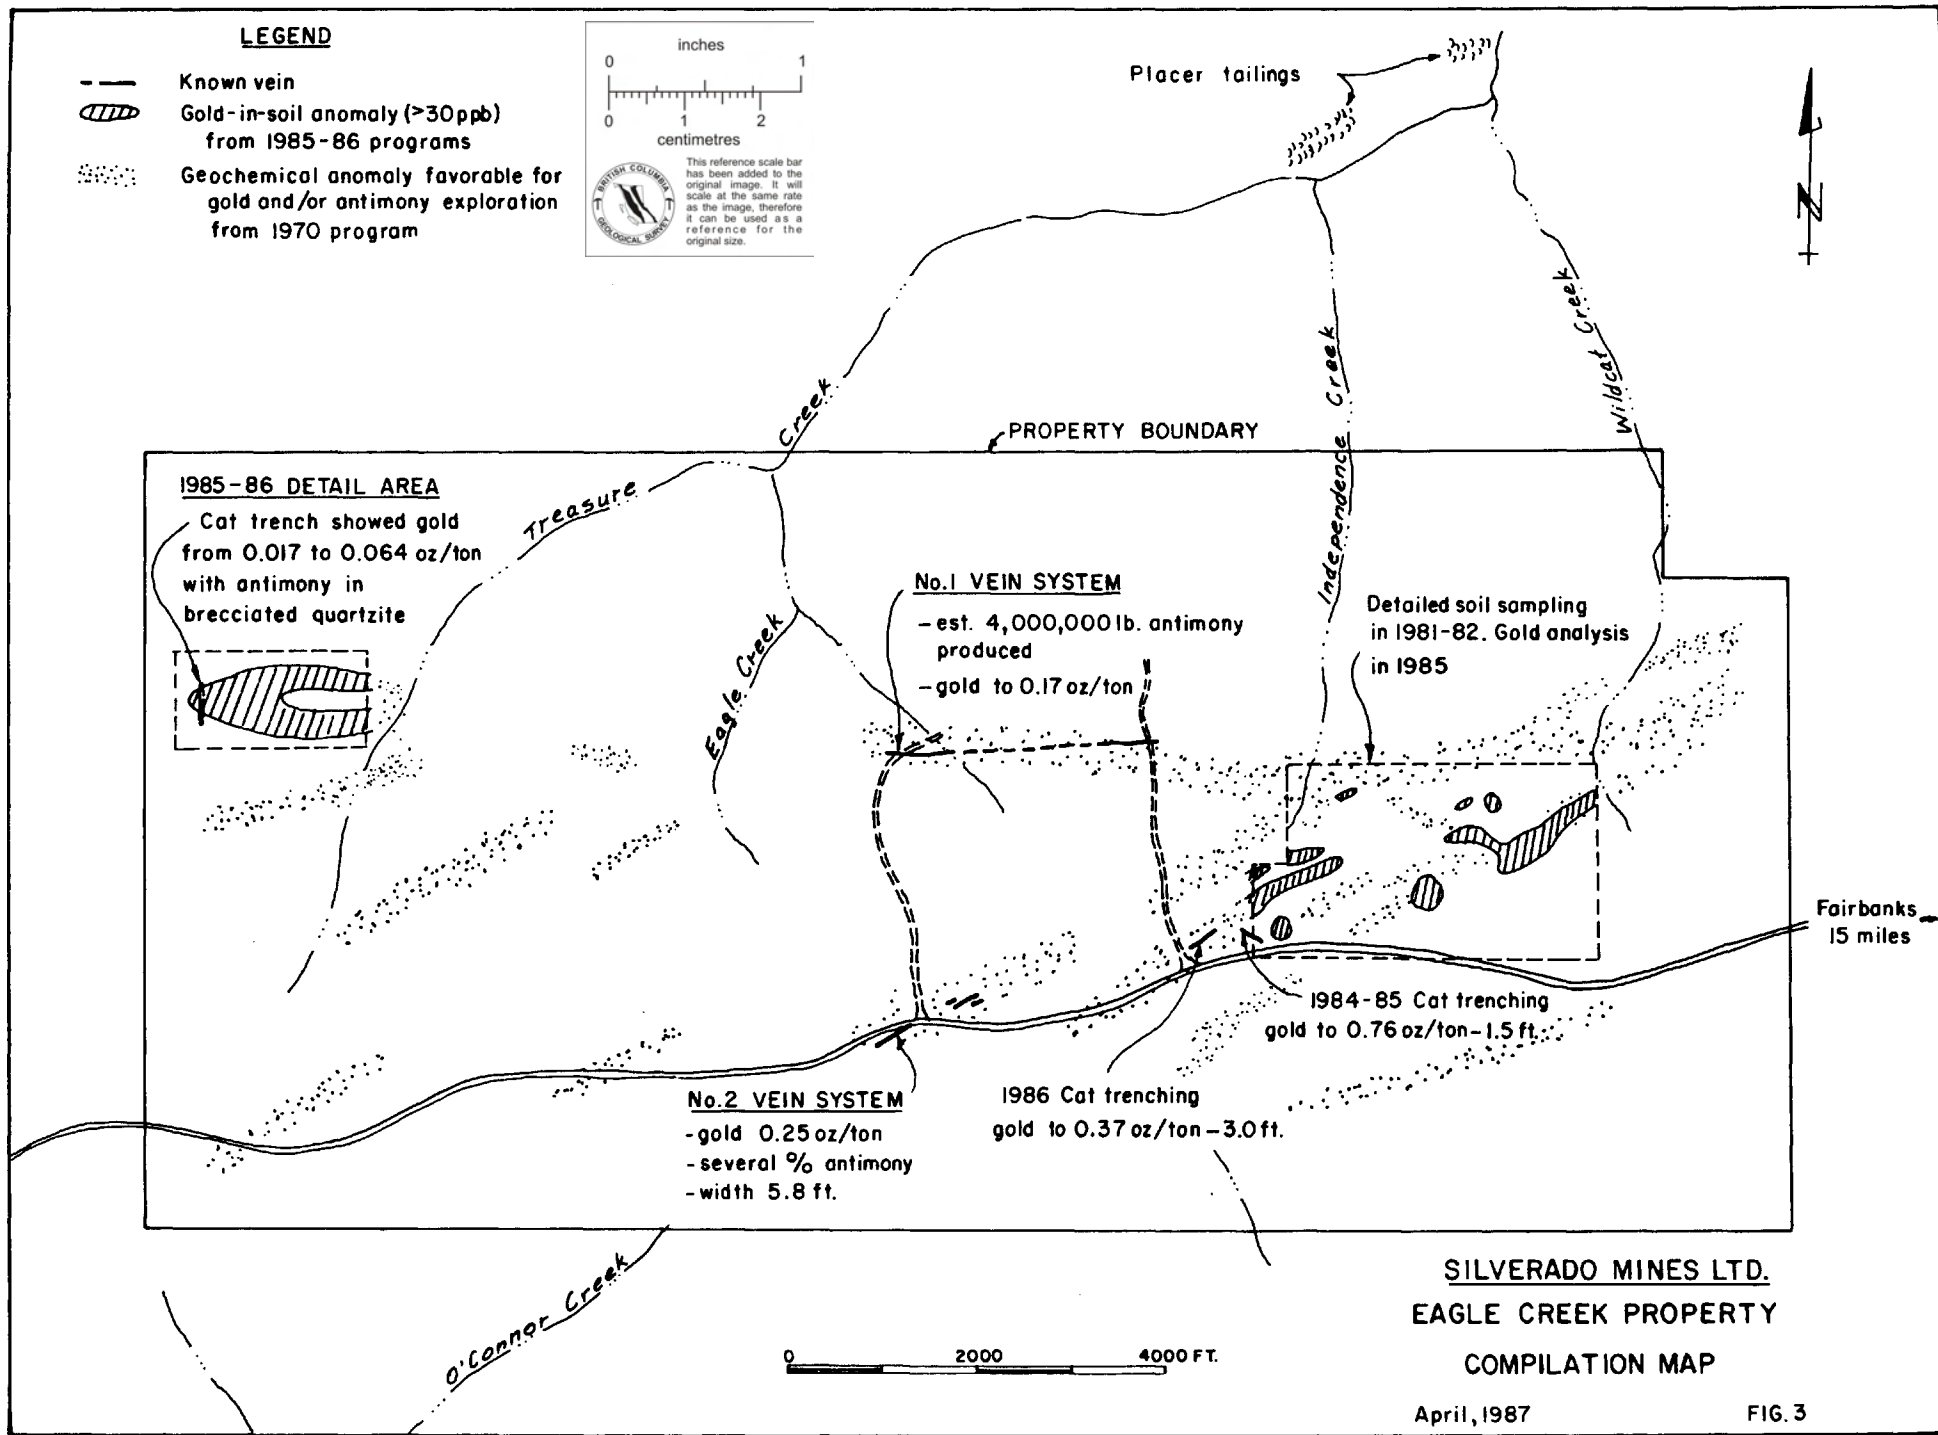 LEGEND
Known vein
Gold-in-soil anomaly (>30ppb)
from 1985-86 programs
Geochemical anomaly favorable for
gold and/or antimony exploration
from 1970 program
inches
0 1
0 1 2
centimetres
BRITISH COLUMBIA
GEOLOGICAL SURVEY
This reference scale bar
has been added to the
original image. It will
scale at the same rate
as the image, therefore
it can be used as a
reference for the
original size.
Placer tailings
N
Creek
Treasure
Eagle Creek
Independence Creek
Wildcat Creek
PROPERTY BOUNDARY
1985-86 DETAIL AREA
Cat trench showed gold
from 0.017 to 0.064 oz/ton
with antimony in
brecciated quartzite
No.1 VEIN SYSTEM
- est. 4,000,000 lb. antimony
produced
- gold to 0.17 oz/ton
Detailed soil sampling
in 1981-82. Gold analysis
in 1985
Fairbanks
15 miles
1984-85 Cat trenching
gold to 0.76 oz/ton-1.5 ft.
1986 Cat trenching
gold to 0.37 oz/ton-3.0 ft.
No.2 VEIN SYSTEM
- gold 0.25 oz/ton
- several % antimony
- width 5.8 ft.
O'Connor Creek
0 2000 4000 FT.
SILVERADO MINES LTD.
EAGLE CREEK PROPERTY
COMPILATION MAP
April, 1987
FIG. 3